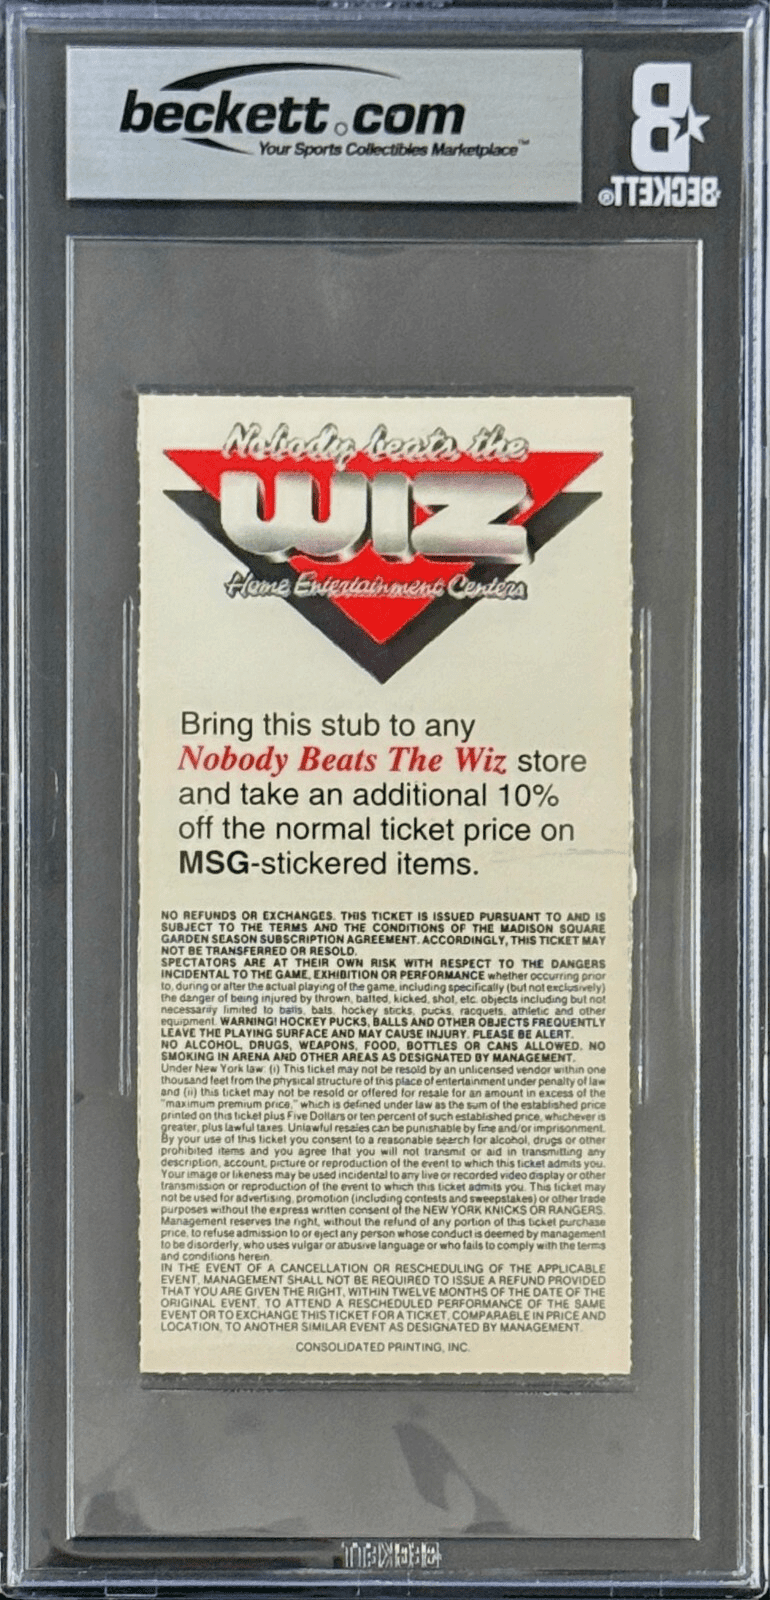 beckett.com
Your Sports Collectibles Marketplace™
BECKETT®
Nobody beats the
WIZ
Home Entertainment Centers
Bring this stub to any
Nobody Beats The Wiz store
and take an additional 10%
off the normal ticket price on
MSG-stickered items.
NO REFUNDS OR EXCHANGES. THIS TICKET IS ISSUED PURSUANT TO AND IS
SUBJECT TO THE TERMS AND THE CONDITIONS OF THE MADISON SQUARE
GARDEN SEASON SUBSCRIPTION AGREEMENT. ACCORDINGLY, THIS TICKET MAY
NOT BE TRANSFERRED OR RESOLD.
SPECTATORS ARE AT THEIR OWN RISK WITH RESPECT TO THE DANGERS
INCIDENTAL TO THE GAME, EXHIBITION OR PERFORMANCE whether occurring prior
to, during or after the actual playing of the game, including specifically (but not exclusively)
the danger of being injured by thrown, batted, kicked, shot, etc. objects including but not
necessarily limited to balls, bats, hockey sticks, pucks, racquets, athletic and other
equipment. WARNING! HOCKEY PUCKS, BALLS AND OTHER OBJECTS FREQUENTLY
LEAVE THE PLAYING SURFACE AND MAY CAUSE INJURY. PLEASE BE ALERT.
NO ALCOHOL, DRUGS, WEAPONS, FOOD, BOTTLES OR CANS ALLOWED. NO
SMOKING IN ARENA AND OTHER AREAS AS DESIGNATED BY MANAGEMENT.
Under New York law: (i) This ticket may not be resold by an unlicensed vendor within one
thousand feet from the physical structure of this place of entertainment under penalty of law
and (ii) this ticket may not be resold or offered for resale for an amount in excess of the
"maximum premium price," which is defined under law as the sum of the established price
printed on this ticket plus Five Dollars or ten percent of such established price, whichever is
greater, plus lawful taxes. Unlawful resales can be punishable by fine and/or imprisonment.
By your use of this ticket you consent to a reasonable search for alcohol, drugs or other
prohibited items and you agree that you will not transmit or aid in transmitting any
description, account, picture or reproduction of the event to which this ticket admits you.
Your image or likeness may be used incidental to any live or recorded video display or other
transmission or reproduction of the event to which this ticket admits you. This ticket may
not be used for advertising, promotion (including contests and sweepstakes) or other trade
purposes without the express written consent of the NEW YORK KNICKS OR RANGERS.
Management reserves the right, without the refund of any portion of this ticket purchase
price, to refuse admission to or eject any person whose conduct is deemed by management
to be disorderly, who uses vulgar or abusive language or who fails to comply with the terms
and conditions herein.
IN THE EVENT OF A CANCELLATION OR RESCHEDULING OF THE APPLICABLE
EVENT, MANAGEMENT SHALL NOT BE REQUIRED TO ISSUE A REFUND PROVIDED
THAT YOU ARE GIVEN THE RIGHT, WITHIN TWELVE MONTHS OF THE DATE OF THE
ORIGINAL EVENT, TO ATTEND A RESCHEDULED PERFORMANCE OF THE SAME
EVENT OR TO EXCHANGE THIS TICKET FOR A TICKET, COMPARABLE IN PRICE AND
LOCATION, TO ANOTHER SIMILAR EVENT AS DESIGNATED BY MANAGEMENT.
CONSOLIDATED PRINTING, INC.
BECKETT